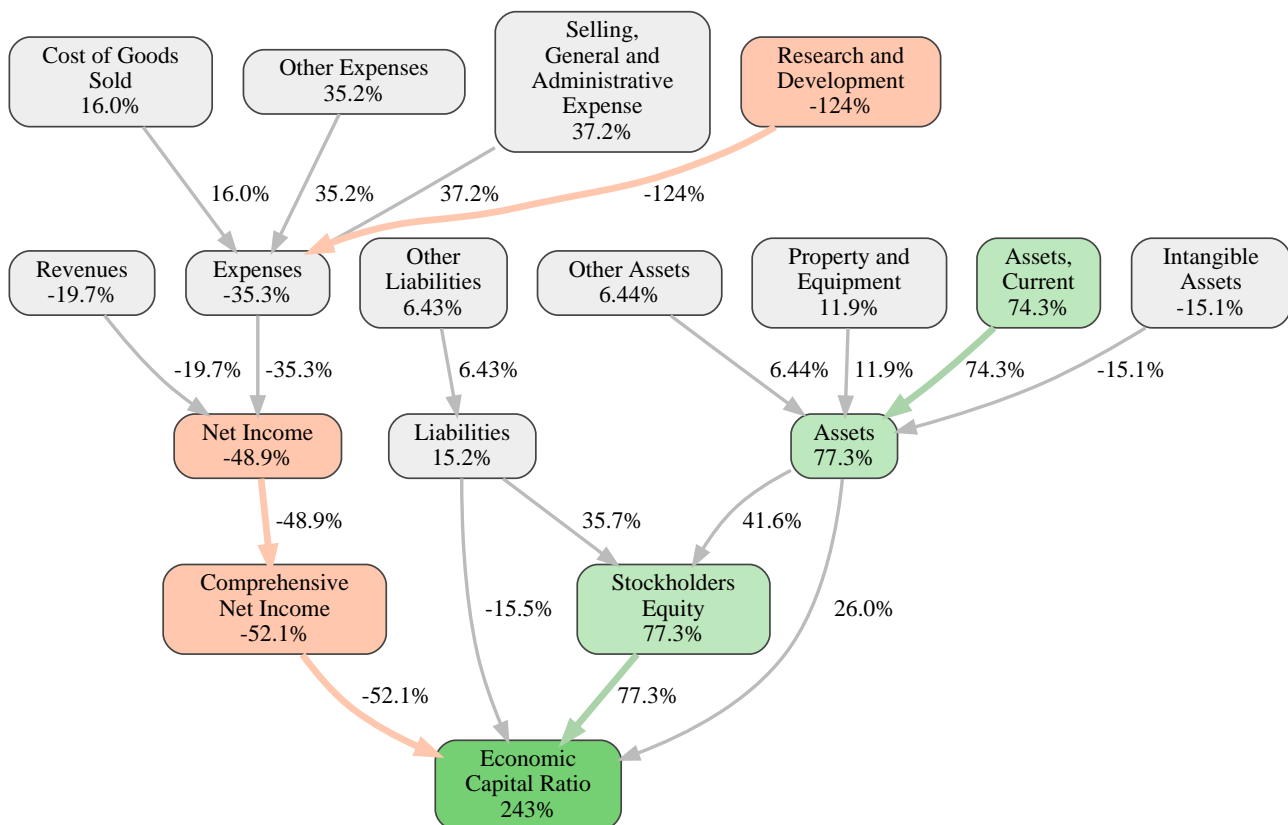 Cost of Goods
Sold
16.0%
Other Expenses
35.2%
Selling,
General and
Administrative
Expense
37.2%
Research and
Development
-124%
16.0%
35.2%
37.2%
-124%
Revenues
-19.7%
Expenses
-35.3%
Other
Liabilities
6.43%
Other Assets
6.44%
Property and
Equipment
11.9%
Assets,
Current
74.3%
Intangible
Assets
-15.1%
-19.7%
-35.3%
6.43%
6.44%
11.9%
74.3%
-15.1%
Net Income
-48.9%
Liabilities
15.2%
Assets
77.3%
-48.9%
35.7%
41.6%
Comprehensive
Net Income
-52.1%
-15.5%
Stockholders
Equity
77.3%
26.0%
-52.1%
77.3%
Economic
Capital Ratio
243%